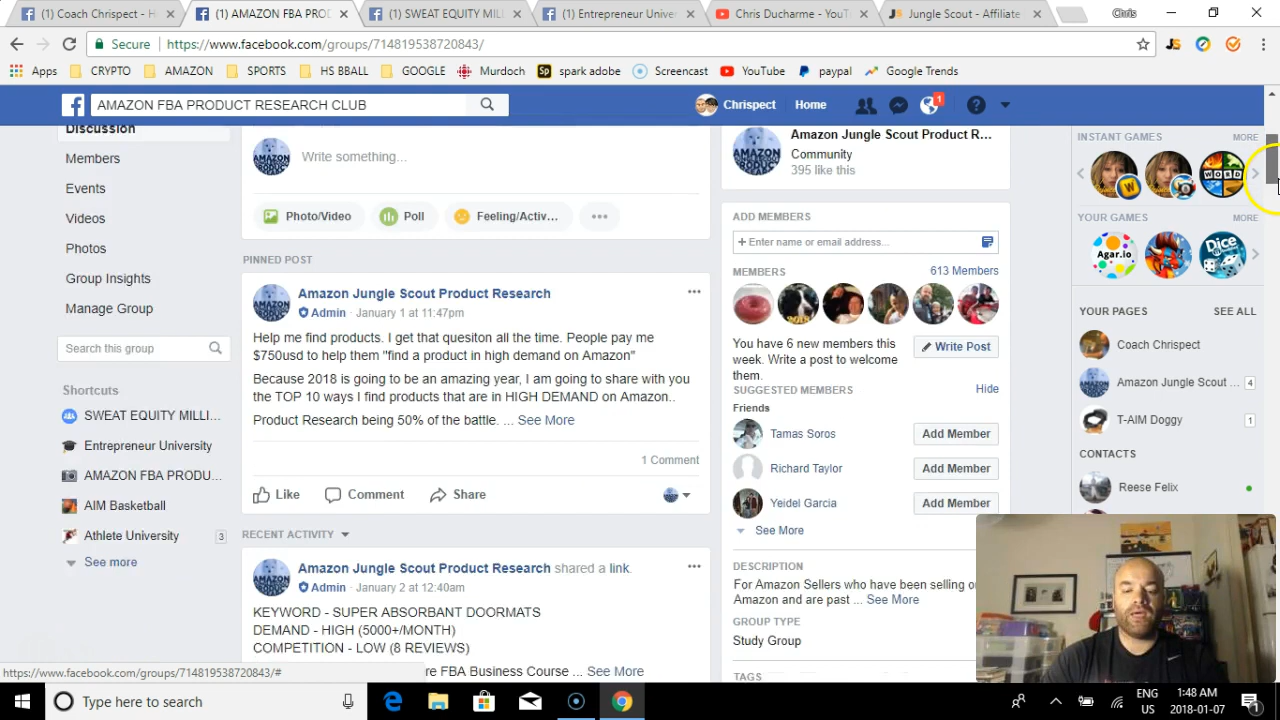 (1) Coach Chrispect - H
(1) AMAZON FBA PROD
(1) SWEAT EQUITY MILL
(1) Entrepreneur Univer
Chris Ducharme - YouT
Jungle Scout - Affiliate
Chris
Secure
https://www.facebook.com/groups/714819538720843/
Apps CRYPTO AMAZON SPORTS HS BBALL GOOGLE Murdoch spark adobe Screencast YouTube paypal Google Trends
AMAZON FBA PRODUCT RESEARCH CLUB
Chrispect Home 1
Discussion
Members
Events
Videos
Photos
Group Insights
Manage Group
Search this group
Shortcuts
SWEAT EQUITY MILLI...
Entrepreneur University
AMAZON FBA PRODU...
AIM Basketball
Athlete University 3
See more
Write something...
Photo/Video Poll Feeling/Activ...
PINNED POST
Amazon Jungle Scout Product Research
Admin · January 1 at 11:47pm
Help me find products. I get that quesiton all the time. People pay me
$750usd to help them "find a product in high demand on Amazon"
Because 2018 is going to be an amazing year, I am going to share with you
the TOP 10 ways I find products that are in HIGH DEMAND on Amazon..
Product Research being 50% of the battle. ... See More
1 Comment
Like Comment Share
RECENT ACTIVITY
Amazon Jungle Scout Product Research shared a link.
Admin · January 2 at 12:40am
KEYWORD - SUPER ABSORBANT DOORMATS
DEMAND - HIGH (5000+/MONTH)
COMPETITION - LOW (8 REVIEWS)
re FBA Business Course ... See More
Amazon Jungle Scout Product R...
Community
395 like this
ADD MEMBERS
+ Enter name or email address...
MEMBERS 613 Members
You have 6 new members this
week. Write a post to welcome
them.
Write Post
SUGGESTED MEMBERS Hide
Friends
Tamas Soros Add Member
Richard Taylor Add Member
Yeidel Garcia Add Member
See More
DESCRIPTION
For Amazon Sellers who have been selling o
Amazon and are past ... See More
GROUP TYPE
Study Group
TAGS
INSTANT GAMES MORE
W WORD
YOUR GAMES MORE
Agar.io Dice
YOUR PAGES SEE ALL
Coach Chrispect
Amazon Jungle Scout ... 4
T-AIM Doggy 1
CONTACTS
Reese Felix
https://www.facebook.com/groups/714819538720843/#
Type here to search
ENG
US
1:48 AM
2018-01-07
1